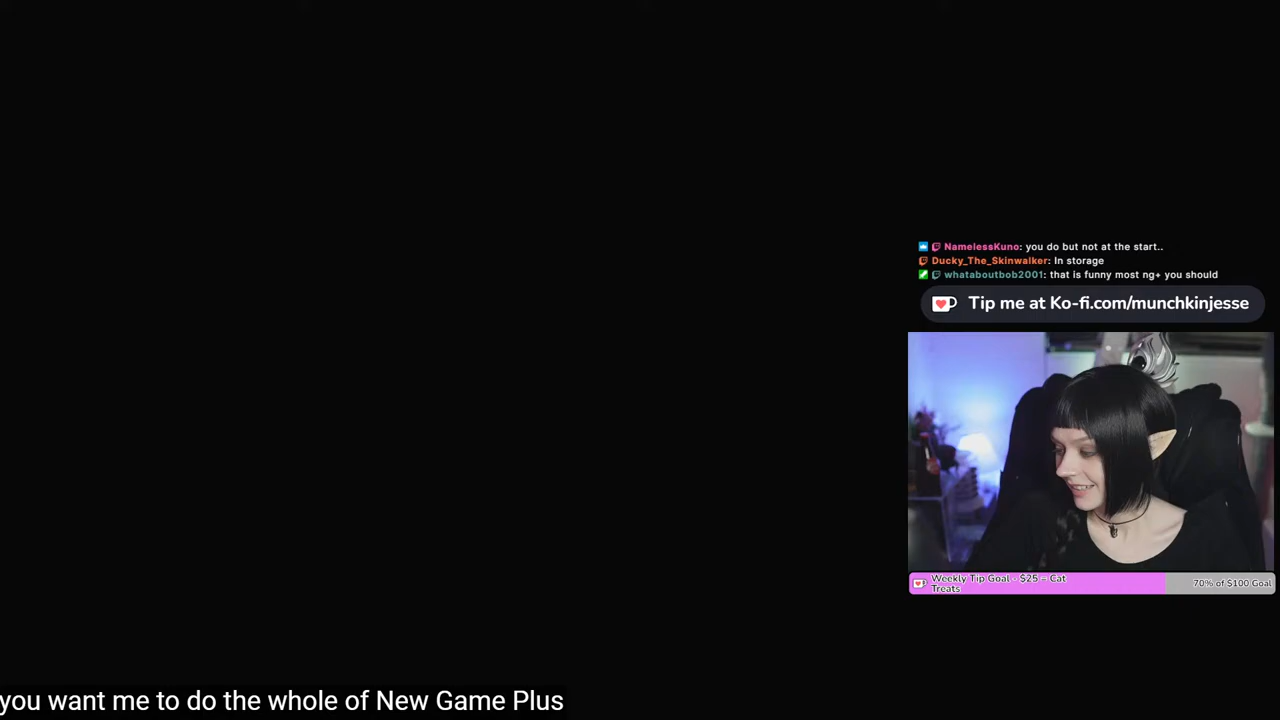 NamelessKuno: you do but not at the start..
Ducky_The_Skinwalker: In storage
whataboutbob2001: that is funny most ng+ you should
Tip me at Ko-fi.com/munchkinjesse
Weekly Tip Goal - $25 = Cat
Treats
70% of $100 Goal
you want me to do the whole of New Game Plus